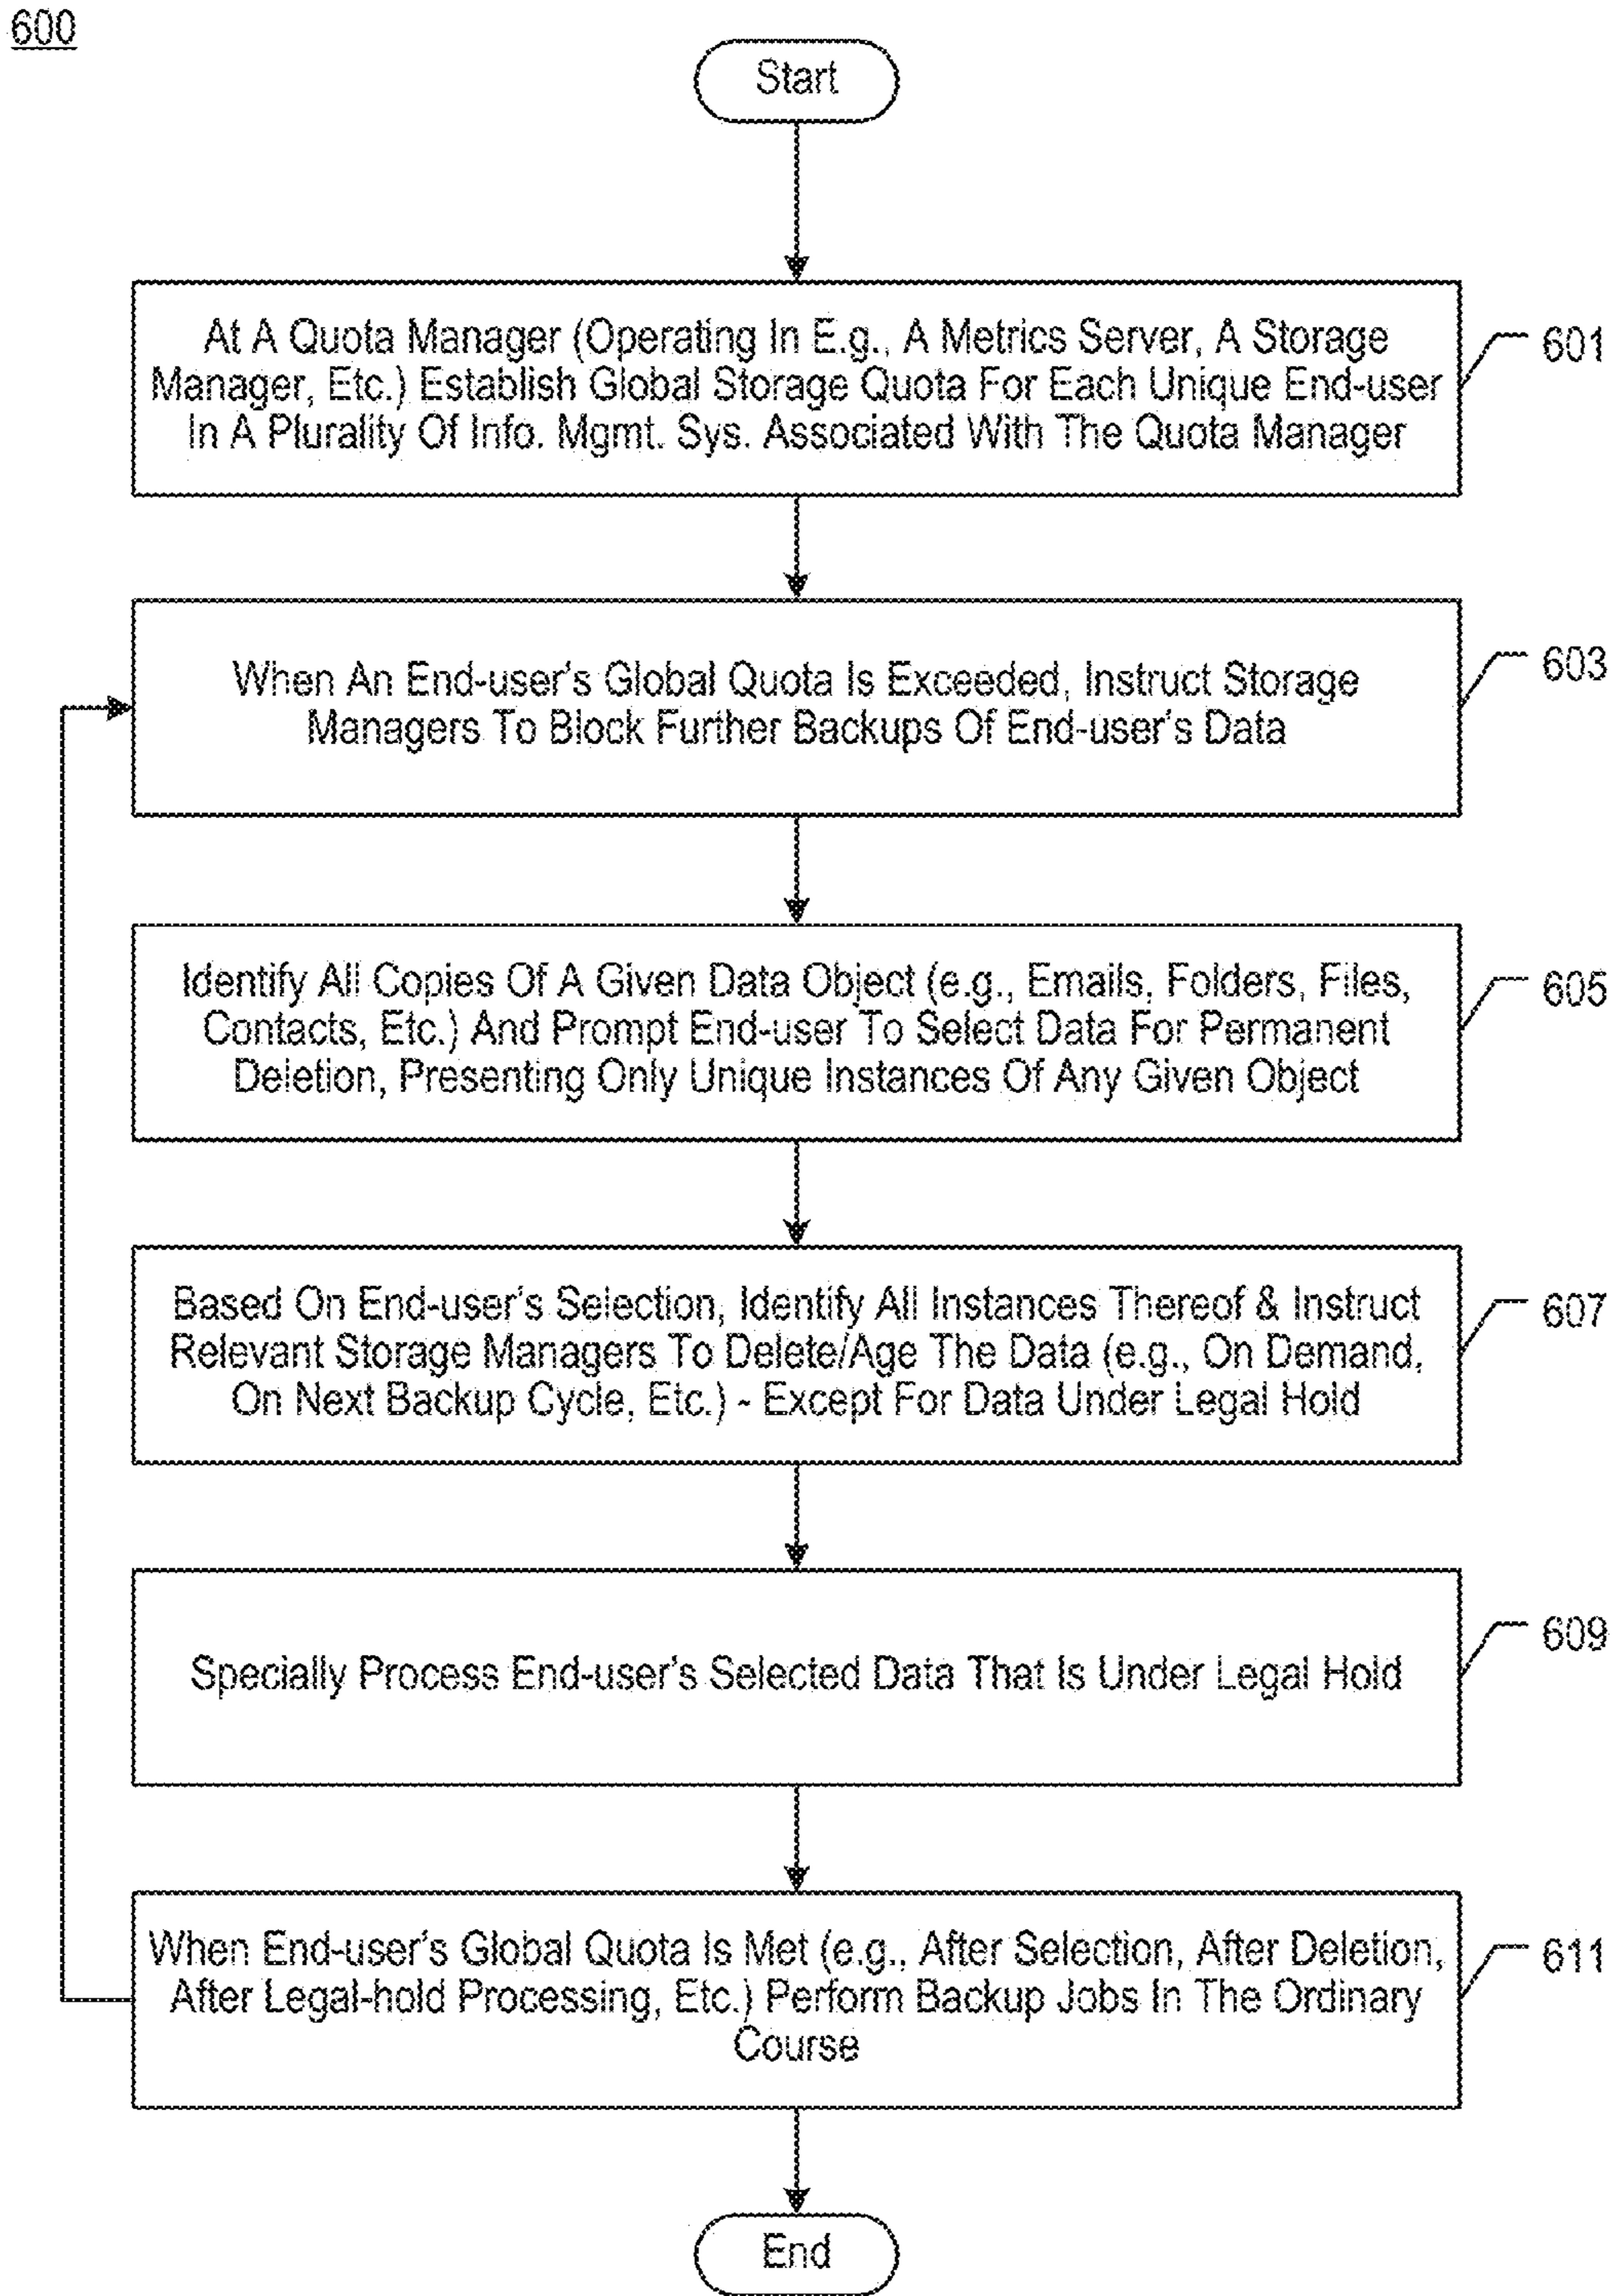 600
Start
At A Quota Manager (Operating In E.g., A Metrics Server, A Storage
Manager, Etc.) Establish Global Storage Quota For Each Unique End-user
In A Plurality Of Info. Mgmt. Sys. Associated With The Quota Manager
601
When An End-user's Global Quota Is Exceeded, Instruct Storage
Managers To Block Further Backups Of End-user's Data
603
Identify All Copies Of A Given Data Object (e.g., Emails, Folders, Files,
Contacts, Etc.) And Prompt End-user To Select Data For Permanent
Deletion, Presenting Only Unique Instances Of Any Given Object
605
Based On End-user's Selection, Identify All Instances Thereof & Instruct
Relevant Storage Managers To Delete/Age The Data (e.g., On Demand,
On Next Backup Cycle, Etc.) - Except For Data Under Legal Hold
607
Specially Process End-user's Selected Data That Is Under Legal Hold
609
When End-user's Global Quota Is Met (e.g., After Selection, After Deletion,
After Legal-hold Processing, Etc.) Perform Backup Jobs In The Ordinary
Course
611
End